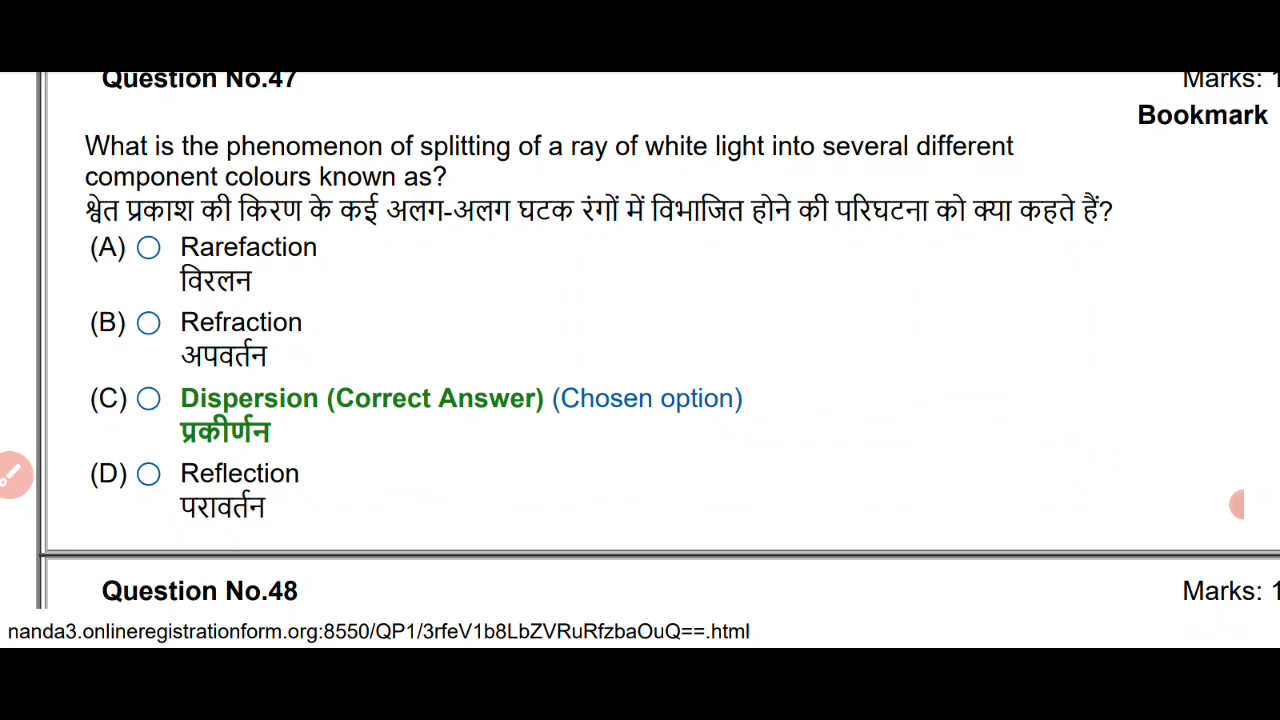 Question No.47
Marks: 1
Bookmark
What is the phenomenon of splitting of a ray of white light into several different
component colours known as?
श्वेत प्रकाश की किरण के कई अलग-अलग घटक रंगों में विभाजित होने की परिघटना को क्या कहते हैं?
(A) Rarefaction
विरलन
(B) Refraction
अपवर्तन
(C) Dispersion (Correct Answer) (Chosen option)
प्रकीर्णन
(D) Reflection
परावर्तन
Question No.48
Marks: 1
nanda3.onlineregistrationform.org:8550/QP1/3rfeV1b8LbZVRuRfzbaOuQ==.html